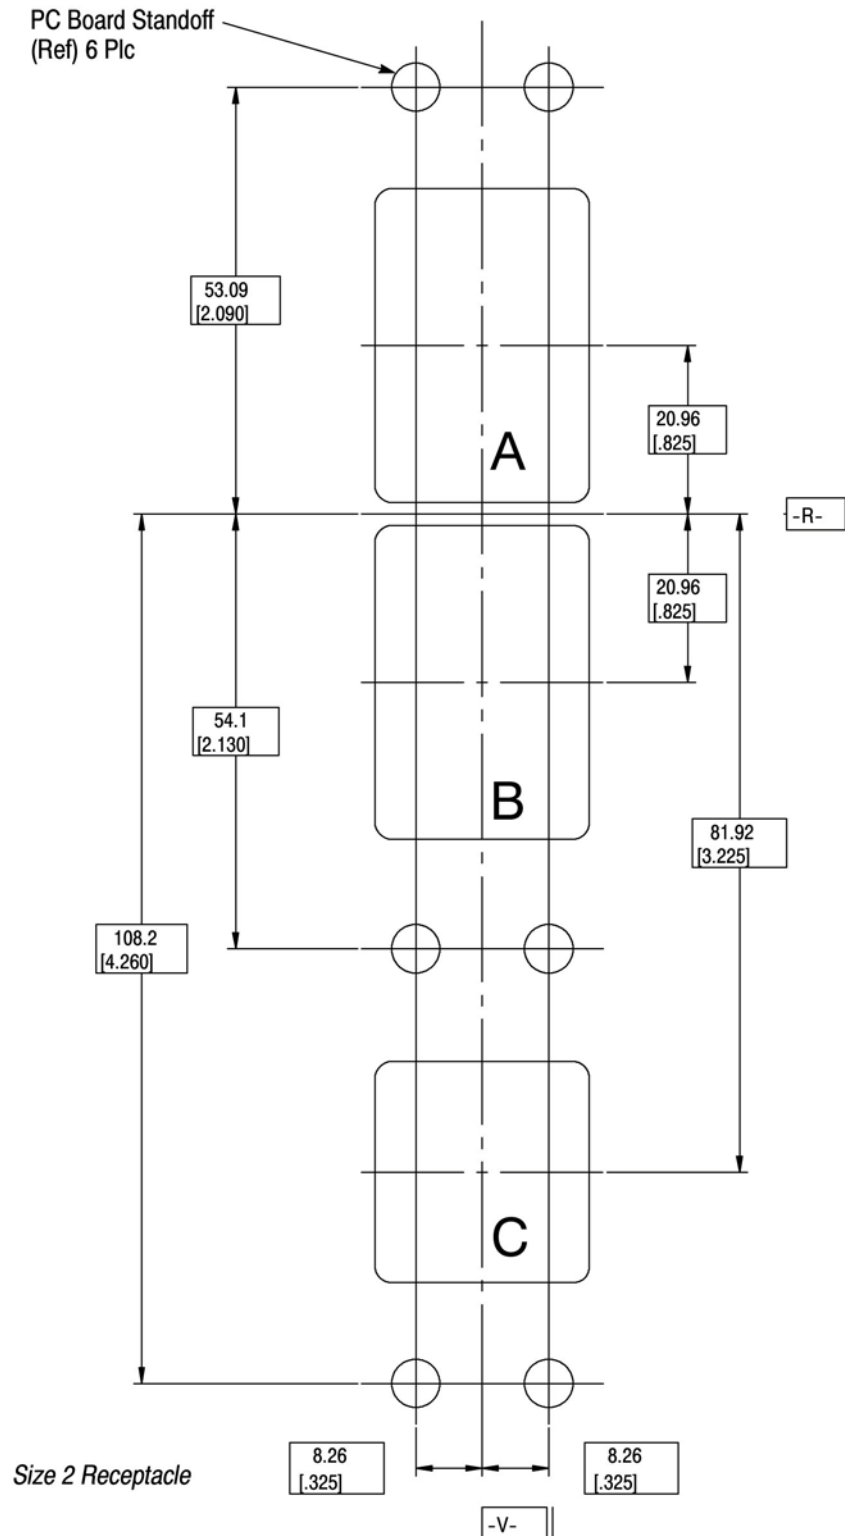 PC Board Standoff
(Ref) 6 Plc
53.09
[2.090]
20.96
[.825]
A
-R-
20.96
[.825]
54.1
[2.130]
B
81.92
[3.225]
108.2
[4.260]
C
8.26
[.325]
8.26
[.325]
Size 2 Receptacle
-V-